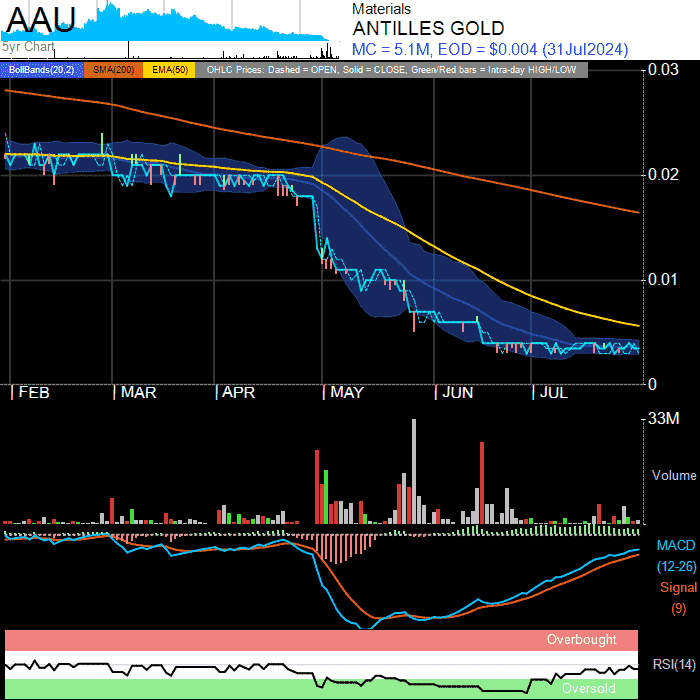 AAU
5yr Chart
Materials
ANTILLES GOLD
MC = 5.1M, EOD = $0.004 (31Jul2024)
BollBands(20,2) SMA(200) EMA(50) OHLC Prices: Dashed = OPEN, Solid = CLOSE, Green/Red bars = Intra-day HIGH/LOW
0.03
0.02
0.01
0
| FEB | MAR | APR | MAY | JUN | JUL
33M
Volume
MACD
(12-26)
Signal
(9)
Overbought
RSI(14)
Oversold